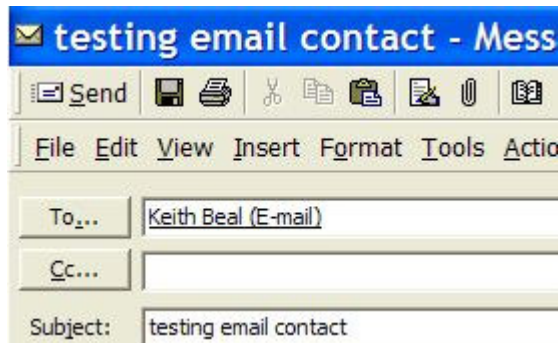 testing email contact - Mess
Send
File Edit View Insert Format Tools Actio
To... Keith Beal (E-mail)
Cc...
Subject: testing email contact